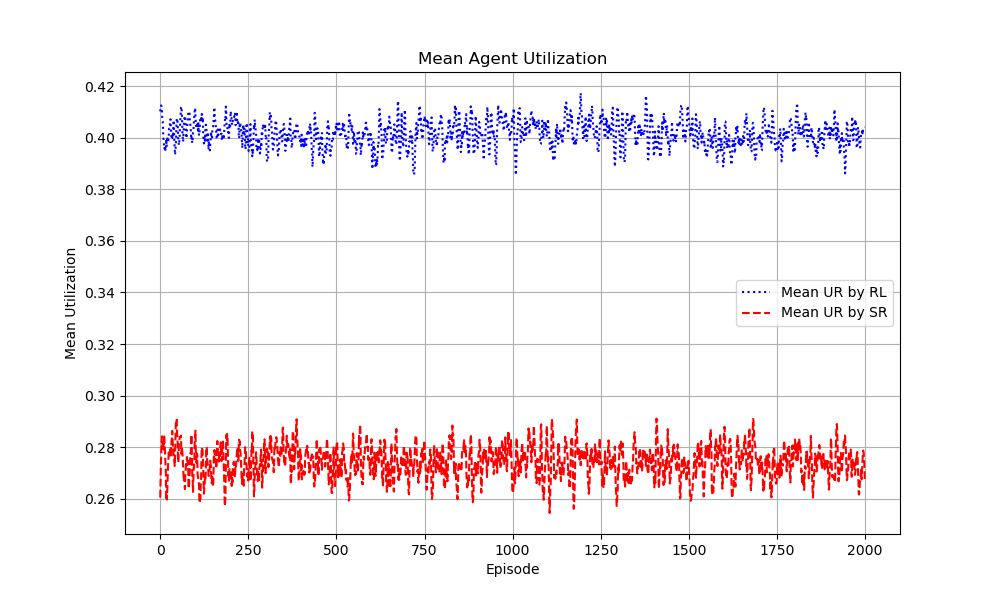 Mean Agent Utilization
Mean Utilization
0.42
0.40
0.38
0.36
0.34
0.32
0.30
0.28
0.26
Mean UR by RL
Mean UR by SR
0 250 500 750 1000 1250 1500 1750 2000
Episode